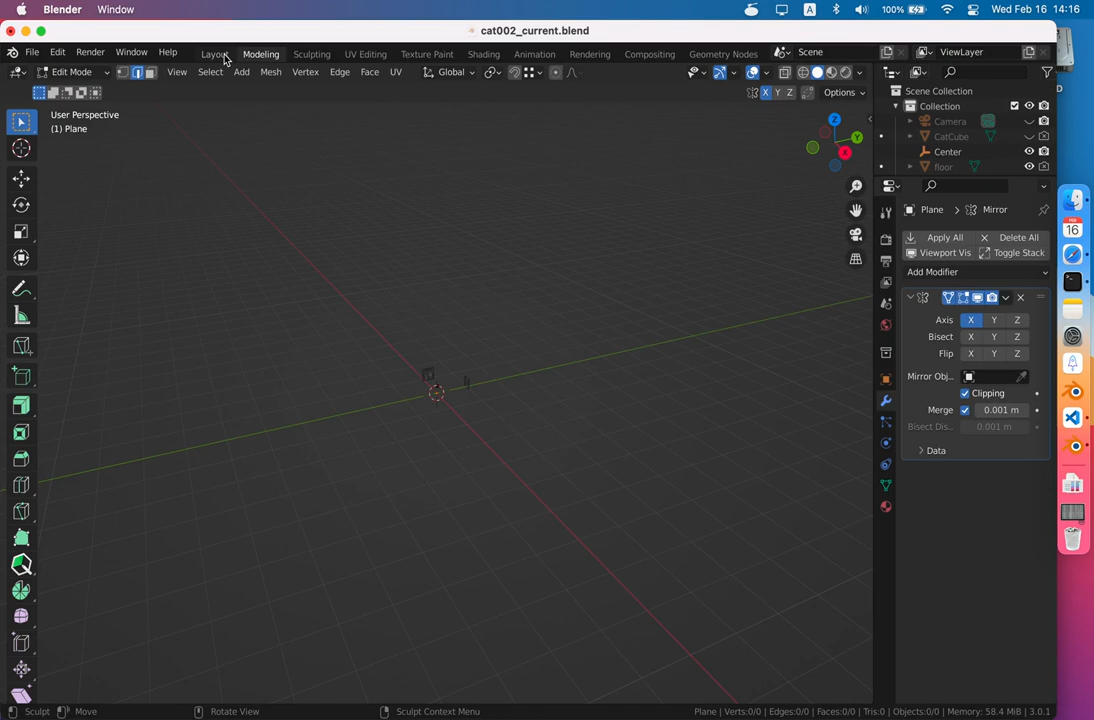 Blender Window A 100% Wed Feb 16 14:16
cat002_current.blend
File Edit Render Window Help Layout Modeling Sculpting UV Editing Texture Paint Shading Animation Rendering Compositing Geometry Nodes Scene ViewLayer
Edit Mode View Select Add Mesh Vertex Edge Face UV Global
X Y Z Options
User Perspective
(1) Plane
Z
Y
X
Scene Collection
Collection
Camera
CatCube
Center
floor
Plane > Mirror
Apply All Delete All
Viewport Vis Toggle Stack
Add Modifier
Axis X Y Z
Bisect X Y Z
Flip X Y Z
Mirror Obj...
Clipping
Merge 0.001 m
Bisect Dis... 0.001 m
Data
FEB
16
Sculpt Move Rotate View Sculpt Context Menu Plane | Verts:0/0 | Edges:0/0 | Faces:0/0 | Tris:0 | Objects:0/0 | Memory: 58.4 MiB | 3.0.1